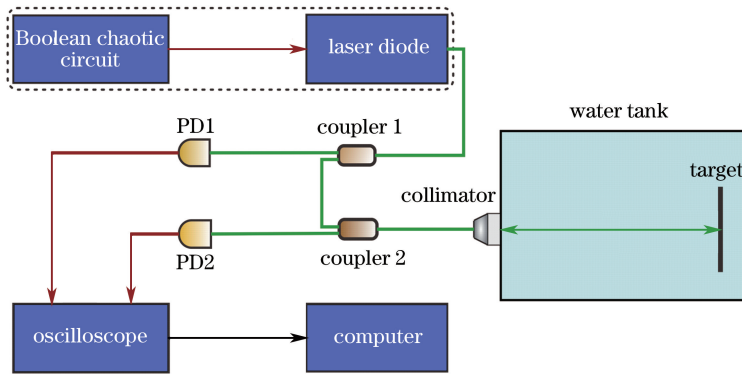 Boolean chaotic
circuit
laser diode
PD1
coupler 1
water tank
target
collimator
PD2
coupler 2
oscilloscope
computer